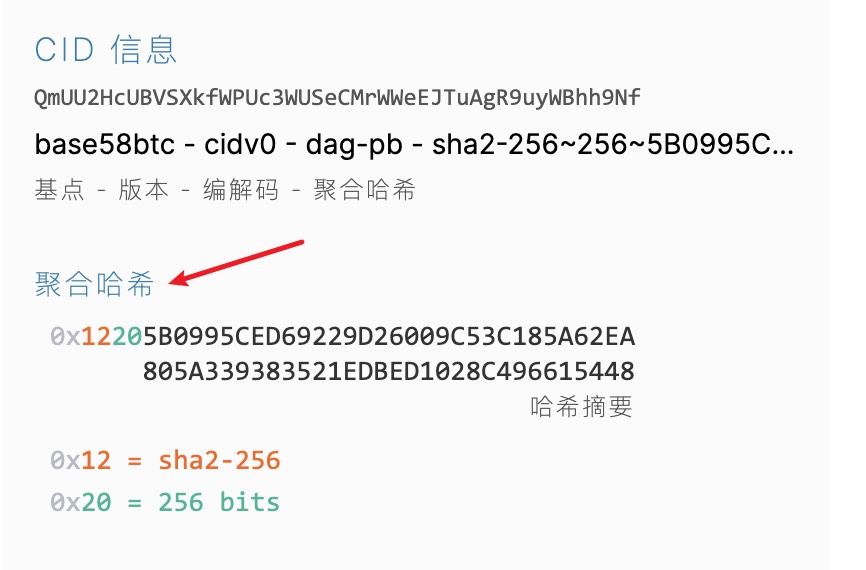 CID 信息
QmUU2HcUBVSXkfWPUc3WUSeCMrWWeEJTuAgR9uyWBhh9Nf
base58btc - cidv0 - dag-pb - sha2-256~256~5B0995C...
基点 - 版本 - 编解码 - 聚合哈希
聚合哈希
0x12205B0995CED69229D26009C53C185A62EA
805A339383521EDBED1028C496615448
哈希摘要
0x12 = sha2-256
0x20 = 256 bits